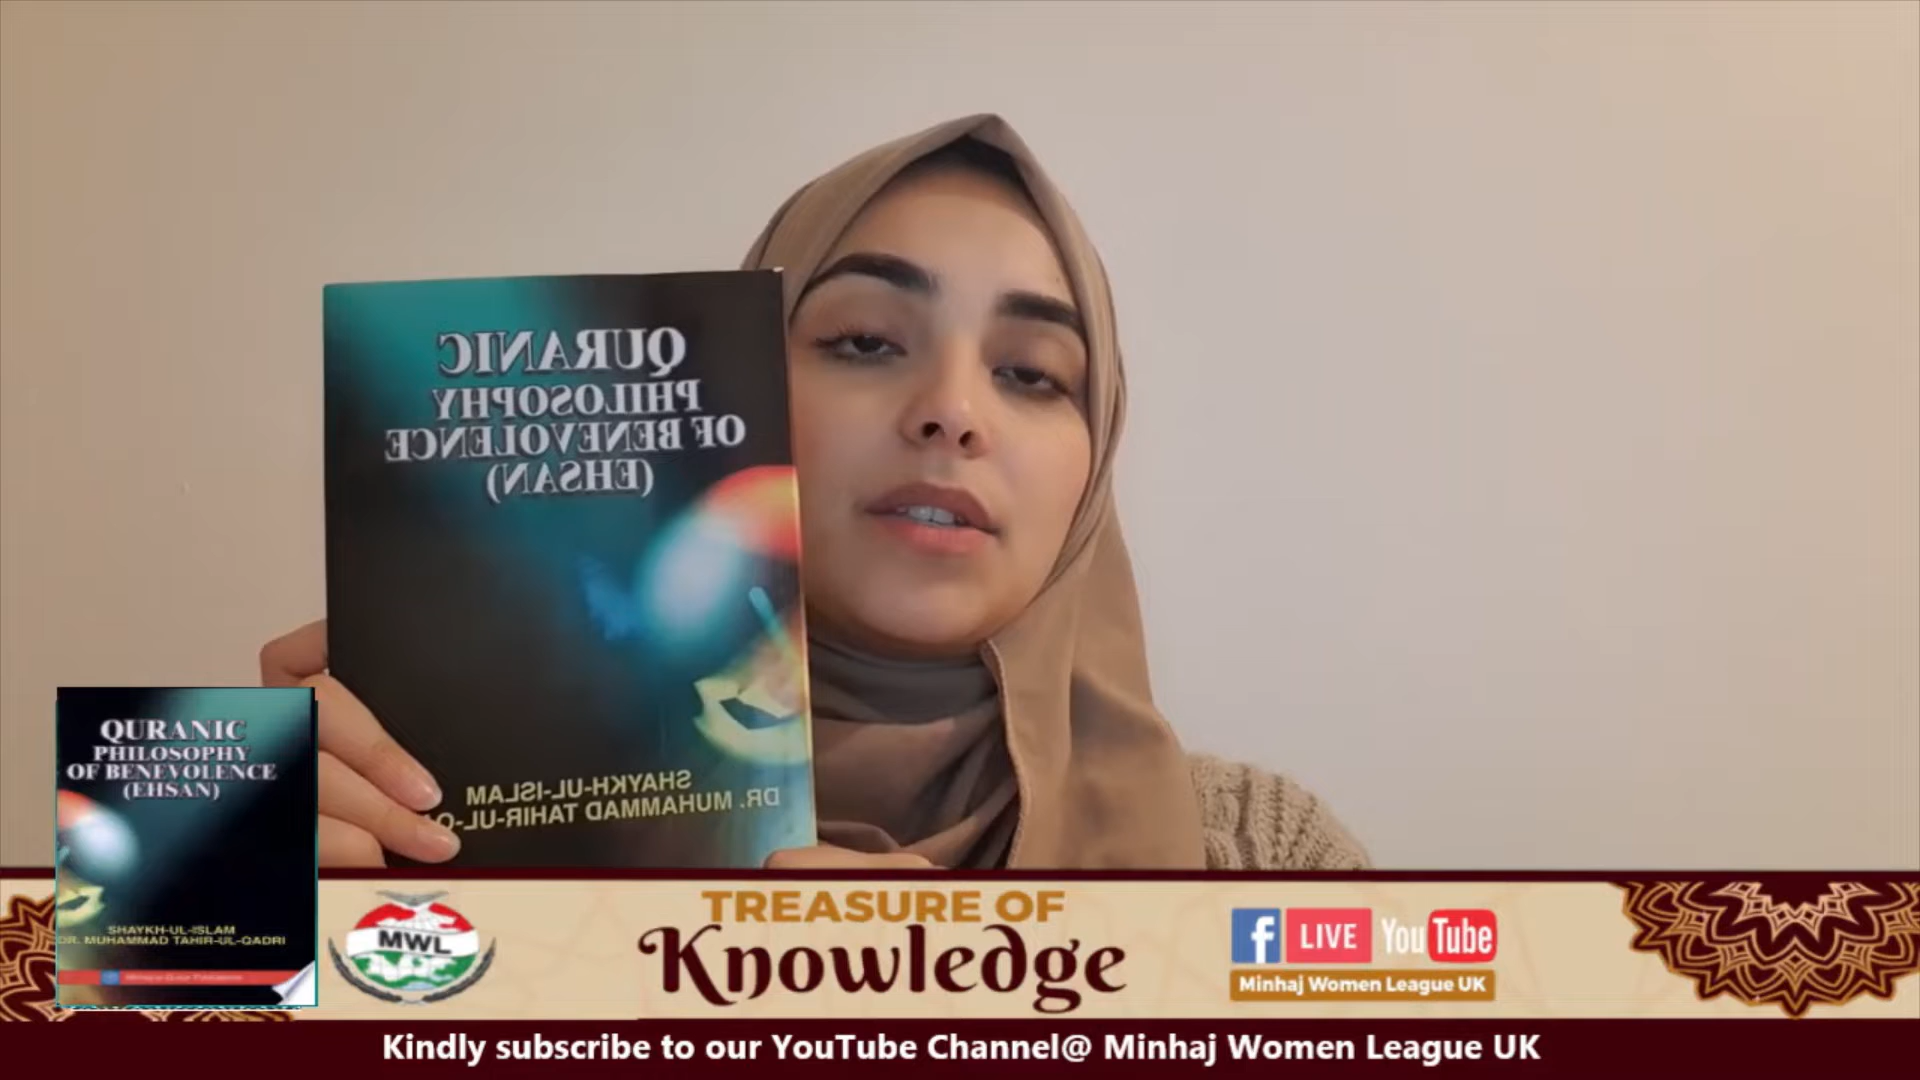 QURANIC
PHILOSOPHY
OF BENEVOLENCE
(EHSAN)
SHAYKH-UL-ISLAM
DR. MUHAMMAD TAHIR-UL-
QURANIC
PHILOSOPHY
OF BENEVOLENCE
(EHSAN)
SHAYKH-UL-ISLAM
DR. MUHAMMAD TAHIR-UL-QADRI
MWL
TREASURE OF
Knowledge
f LIVE YouTube
Minhaj Women League UK
Kindly subscribe to our YouTube Channel@ Minhaj Women League UK